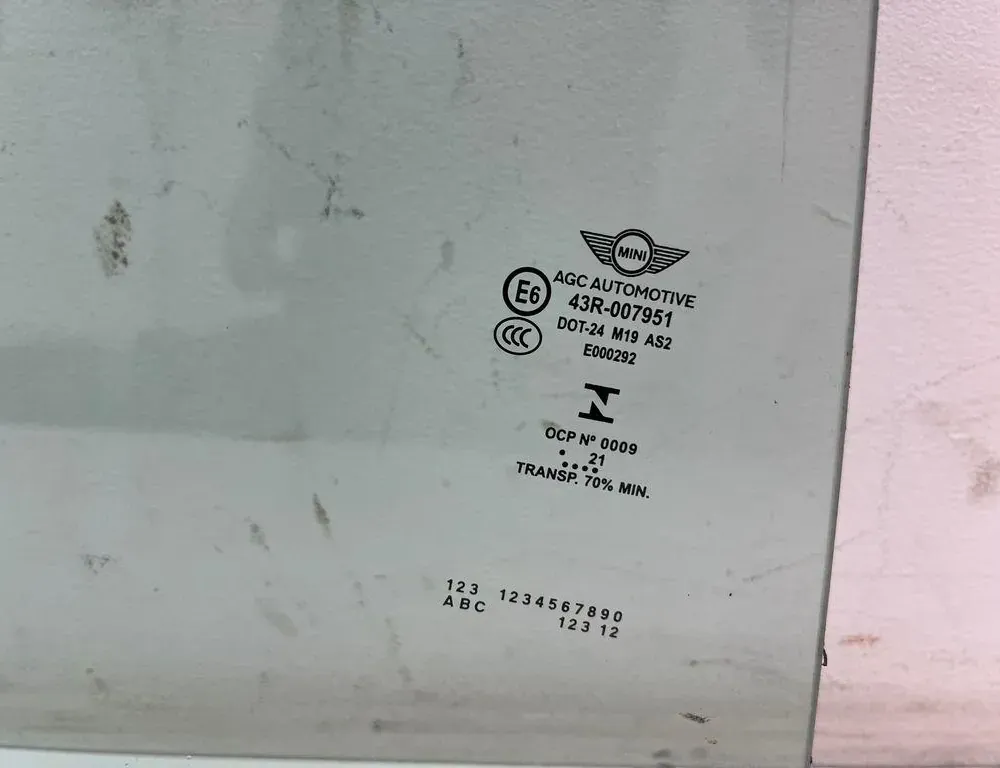 MINI
AGC AUTOMOTIVE
E6
43R-007951
CCC
DOT-24 M19 AS2
E000292
OCP Nº 0009
21
TRANSP. 70% MIN.
123 1234567890
ABC 123 12